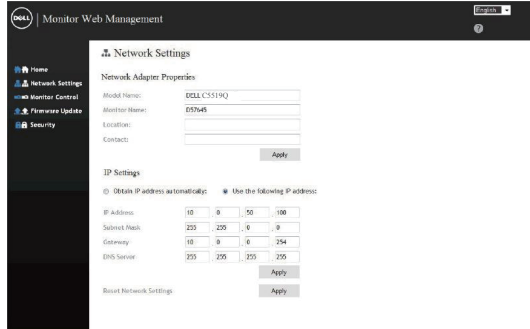 DELL Monitor Web Management
English
Home
Network Settings
Monitor Control
Firmware Update
Security
Network Settings
Network Adapter Properties
Model Name: DELL C5519Q
Monitor Name: D57645
Location:
Contact:
Apply
IP Settings
Obtain IP address automatically: Use the following IP address:
IP Address 10 . 0 . 50 . 100
Subnet Mask 255 . 255 . 0 . 0
Gateway 10 . 0 . 0 . 254
DNS Server 255 . 255 . 255 . 255
Apply
Reset Network Settings Apply